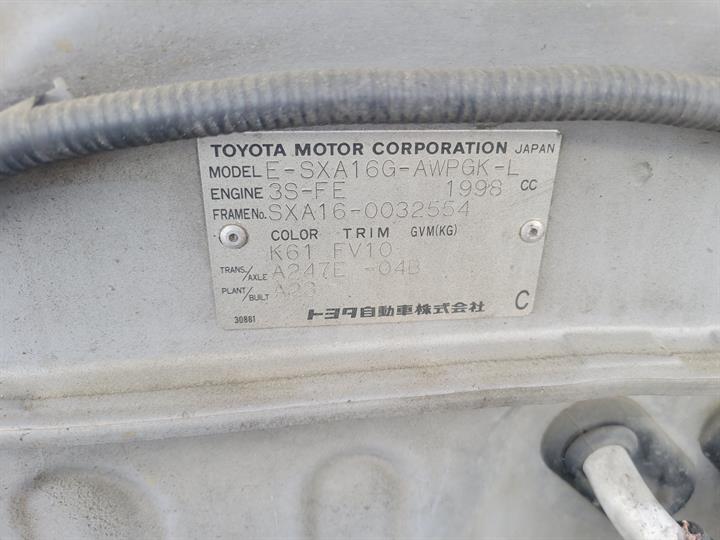 TOYOTA MOTOR CORPORATION JAPAN
MODEL E-SXA16G-AWPGK-L
ENGINE 3S-FE 1998 CC
FRAME No. SXA16-0032554
COLOR TRIM GVM(KG)
K61 FV10
TRANS./AXLE A247E -04B
PLANT/BUILT A23
30861 トヨタ自動車株式会社 C